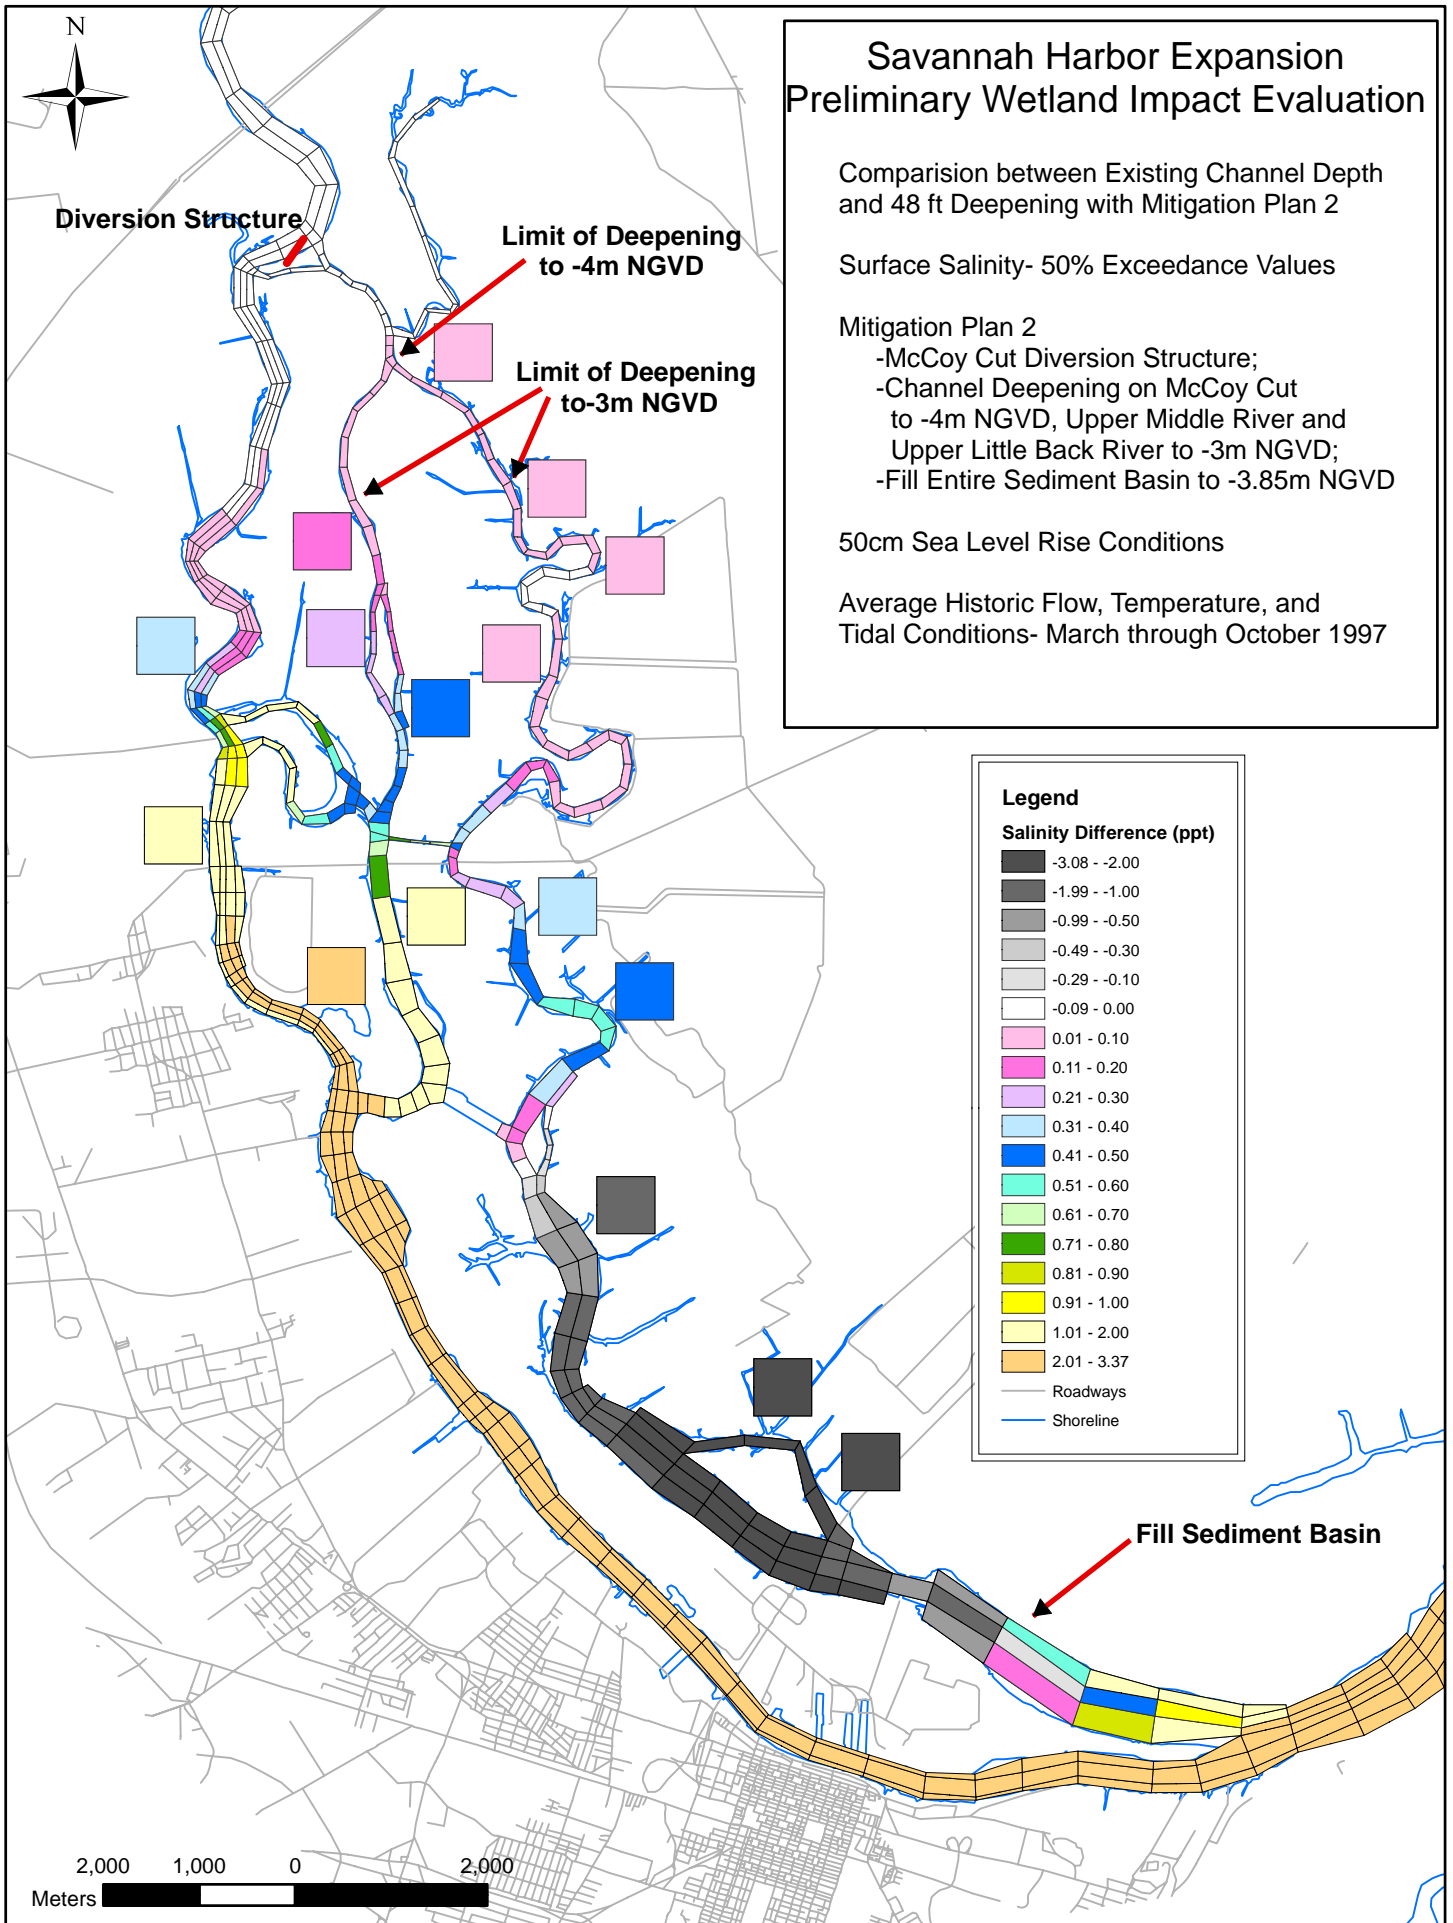 N
Savannah Harbor Expansion
Preliminary Wetland Impact Evaluation
Comparision between Existing Channel Depth
and 48 ft Deepening with Mitigation Plan 2
Surface Salinity- 50% Exceedance Values
Mitigation Plan 2
-McCoy Cut Diversion Structure;
-Channel Deepening on McCoy Cut
to -4m NGVD, Upper Middle River and
Upper Little Back River to -3m NGVD;
-Fill Entire Sediment Basin to -3.85m NGVD
50cm Sea Level Rise Conditions
Average Historic Flow, Temperature, and
Tidal Conditions- March through October 1997
Diversion Structure
Limit of Deepening
to -4m NGVD
Limit of Deepening
to-3m NGVD
Legend
Salinity Difference (ppt)
-3.08 - -2.00
-1.99 - -1.00
-0.99 - -0.50
-0.49 - -0.30
-0.29 - -0.10
-0.09 - 0.00
0.01 - 0.10
0.11 - 0.20
0.21 - 0.30
0.31 - 0.40
0.41 - 0.50
0.51 - 0.60
0.61 - 0.70
0.71 - 0.80
0.81 - 0.90
0.91 - 1.00
1.01 - 2.00
2.01 - 3.37
Roadways
Shoreline
Fill Sediment Basin
2,000 1,000 0 2,000
Meters